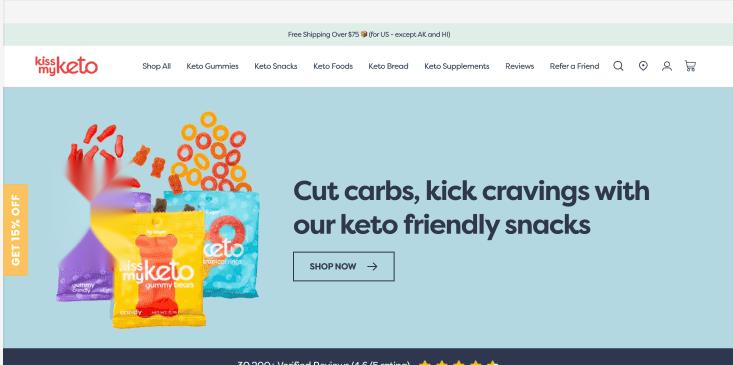 Free Shipping Over $75 📦 (for US - except AK and HI)
kiss my keto
Shop All Keto Gummies Keto Snacks Keto Foods Keto Bread Keto Supplements Reviews Refer a Friend
GET 15% OFF
Cut carbs, kick cravings with
our keto friendly snacks
SHOP NOW
keto
tropical rings
kiss my keto
gummy bears
gummy
candy
candy
30,200+ Verified Reviews (4.6/5 rating)